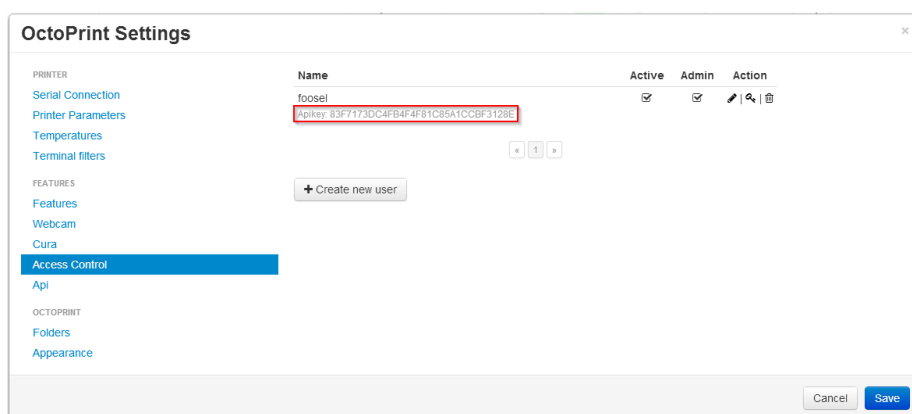 OctoPrint Settings
×
PRINTER
Serial Connection
Printer Parameters
Temperatures
Terminal filters
FEATURES
Features
Webcam
Cura
Access Control
Api
OCTOPRINT
Folders
Appearance
Name Active Admin Action
foosel | |
Apikey: 83F7173DC4FB4F4F81C85A1CCBF3128E
« 1 »
+ Create new user
Cancel Save